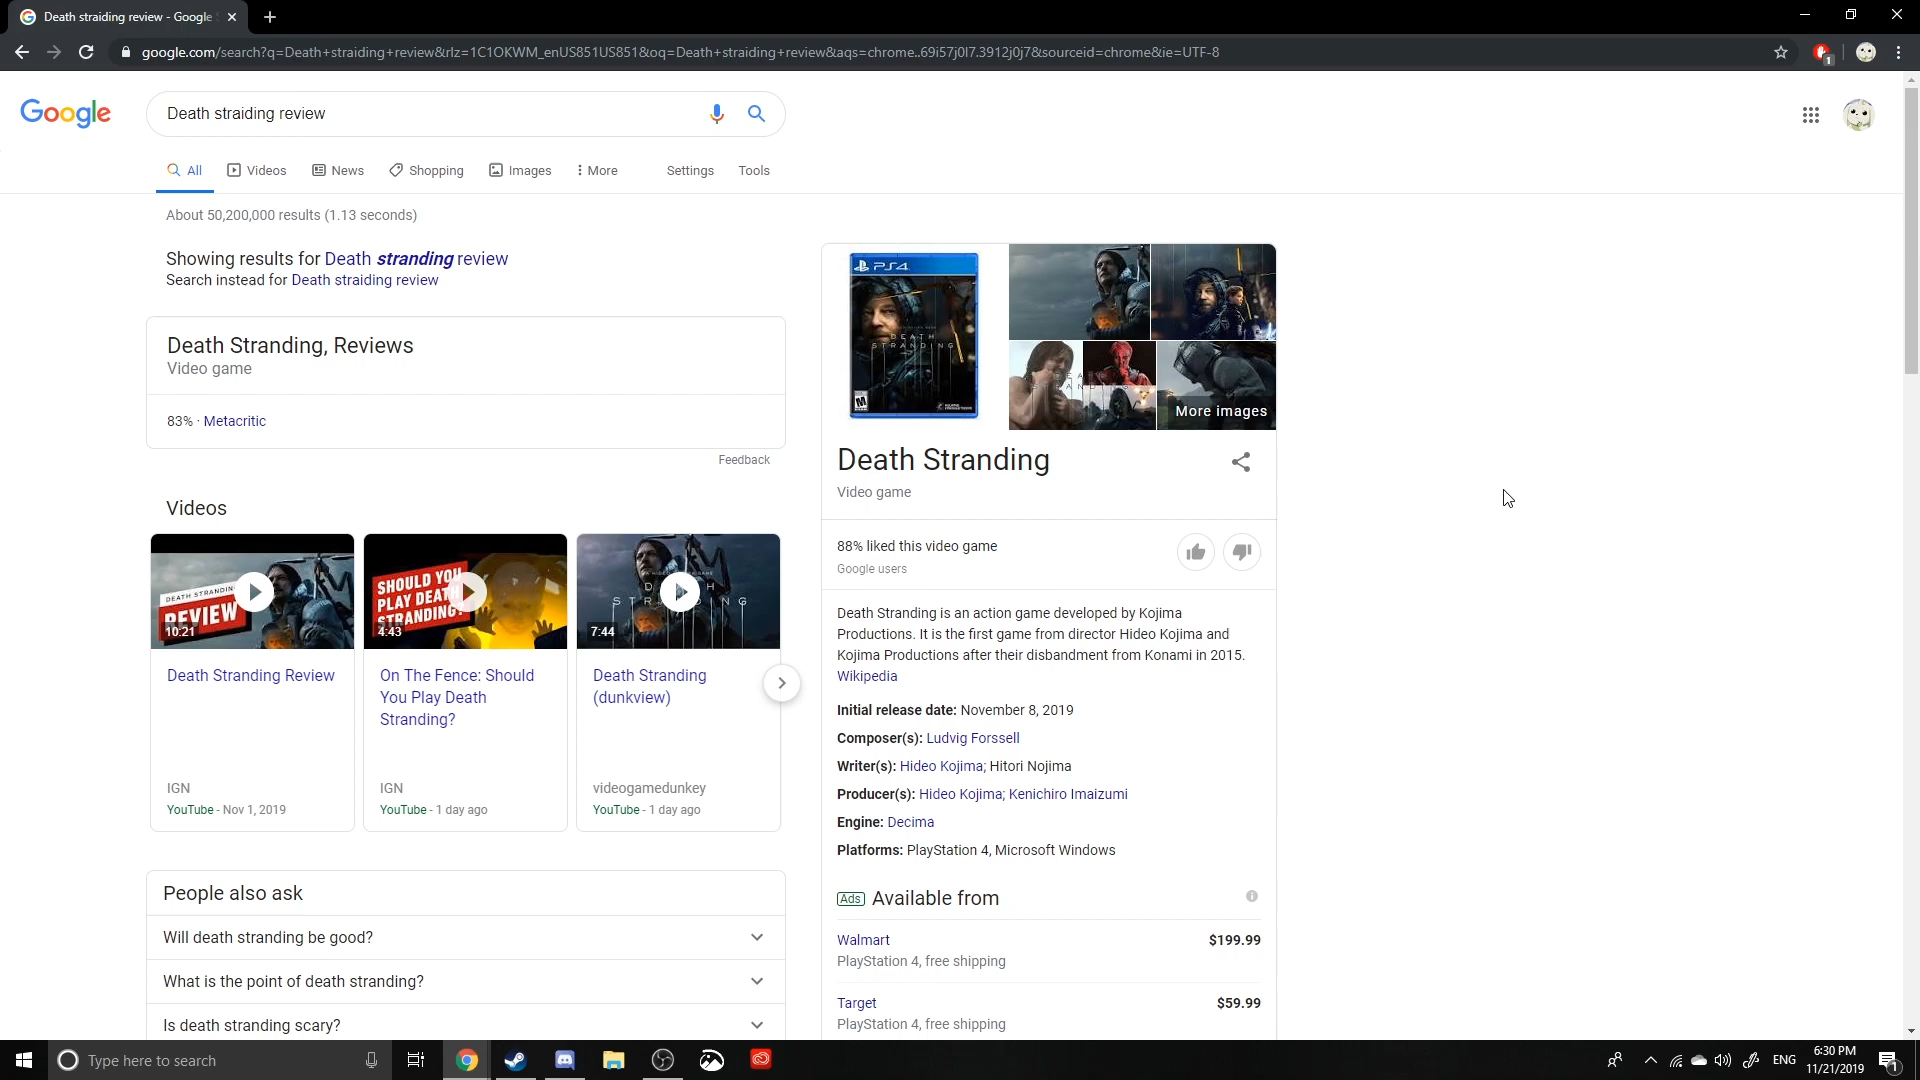 Death straiding review - Google S
google.com/search?q=Death+straiding+review&rlz=1C1OKWM_enUS851US851&oq=Death+straiding+review&aqs=chrome..69i57j0l7.3912j0j7&sourceid=chrome&ie=UTF-8
1
Google
Death straiding review
All Videos News Shopping Images More Settings Tools
About 50,200,000 results (1.13 seconds)
Showing results for Death stranding review
Search instead for Death straiding review
Death Stranding, Reviews
Video game
83% · Metacritic
Feedback
Videos
DEATH STRANDING
REVIEW
10:21
Death Stranding Review
IGN
YouTube - Nov 1, 2019
SHOULD YOU
PLAY DEATH
STRANDING?
4:43
On The Fence: Should
You Play Death
Stranding?
IGN
YouTube - 1 day ago
7:44
Death Stranding
(dunkview)
videogamedunkey
YouTube - 1 day ago
People also ask
Will death stranding be good?
What is the point of death stranding?
Is death stranding scary?
PS4
DEATH
STRANDING
M
More images
Death Stranding
Video game
88% liked this video game
Google users
Death Stranding is an action game developed by Kojima
Productions. It is the first game from director Hideo Kojima and
Kojima Productions after their disbandment from Konami in 2015.
Wikipedia
Initial release date: November 8, 2019
Composer(s): Ludvig Forssell
Writer(s): Hideo Kojima; Hitori Nojima
Producer(s): Hideo Kojima; Kenichiro Imaizumi
Engine: Decima
Platforms: PlayStation 4, Microsoft Windows
Ads Available from
Walmart $199.99
PlayStation 4, free shipping
Target $59.99
PlayStation 4, free shipping
Type here to search
ENG
6:30 PM
11/21/2019
1